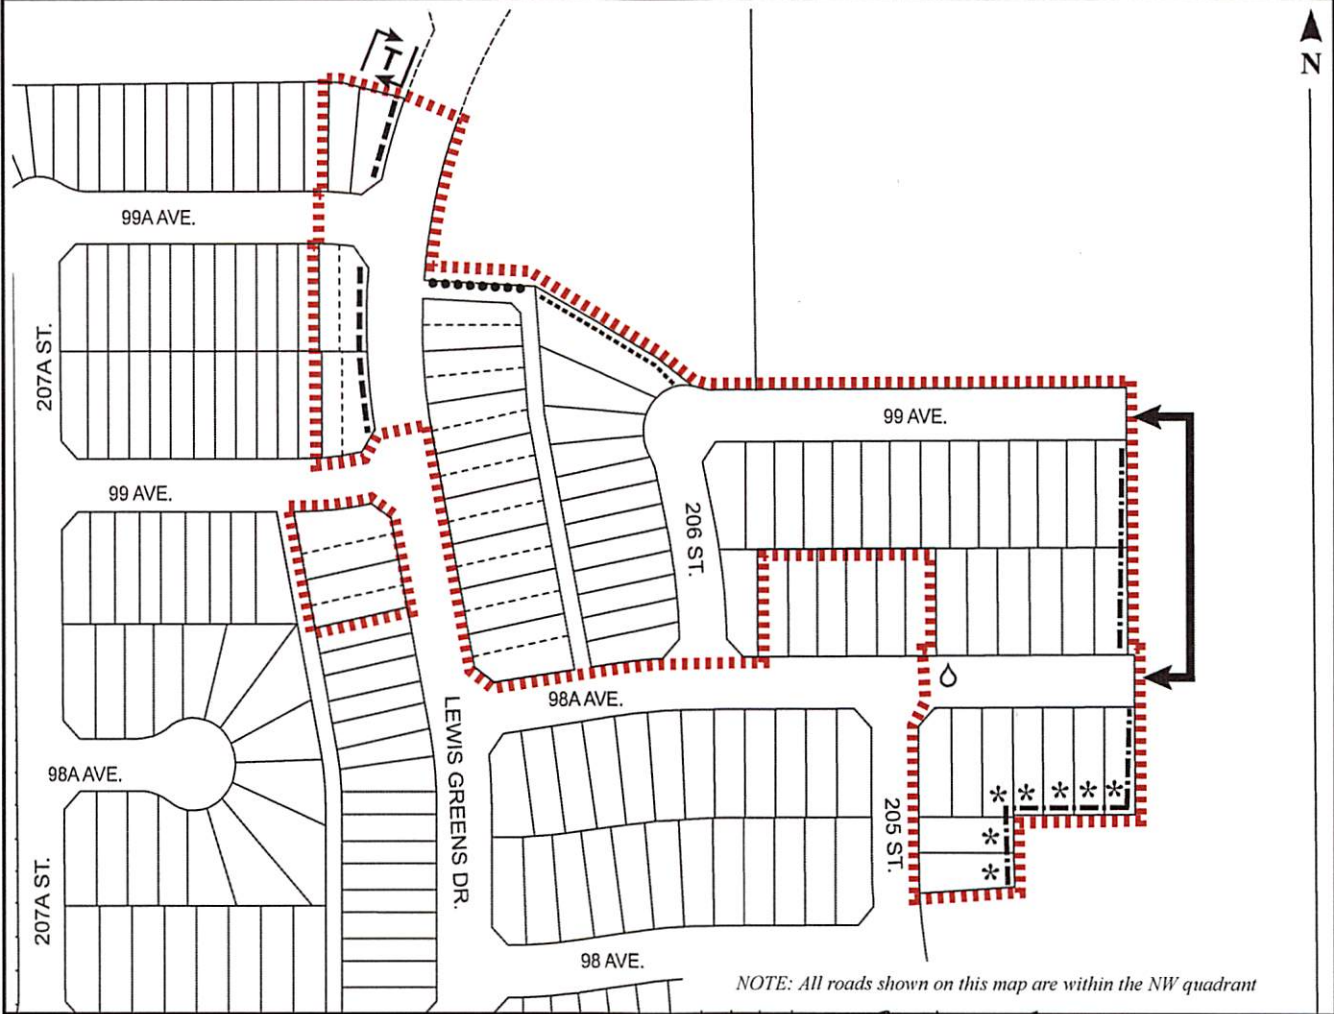 T
N
99A AVE.
207A ST.
99 AVE.
99 AVE.
206 ST.
98A AVE.
LEWIS GREENS DR.
98A AVE.
205 ST.
207A ST.
98 AVE.
NOTE: All roads shown on this map are within the NW quadrant